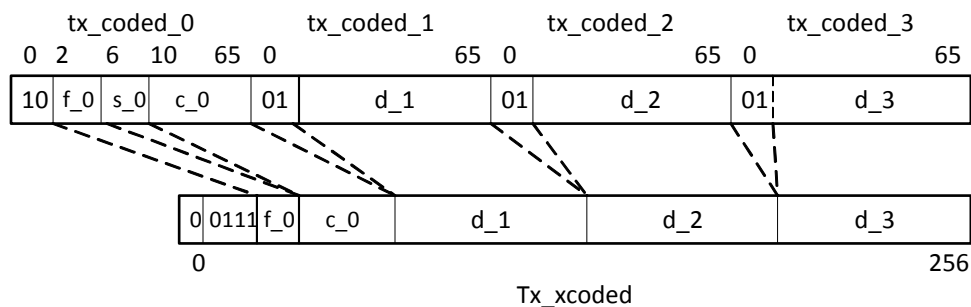 tx_coded_0 tx_coded_1 tx_coded_2 tx_coded_3
0 2 6 10 65 0 65 0 65 0 65
10 f_0 s_0 c_0 01 d_1 01 d_2 01 d_3
0 0111 f_0 c_0 d_1 d_2 d_3
0 256
Tx_xcoded